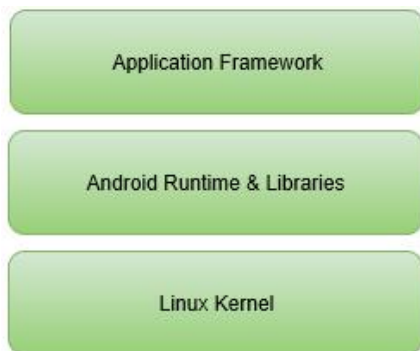 Application Framework
Android Runtime & Libraries
Linux Kernel